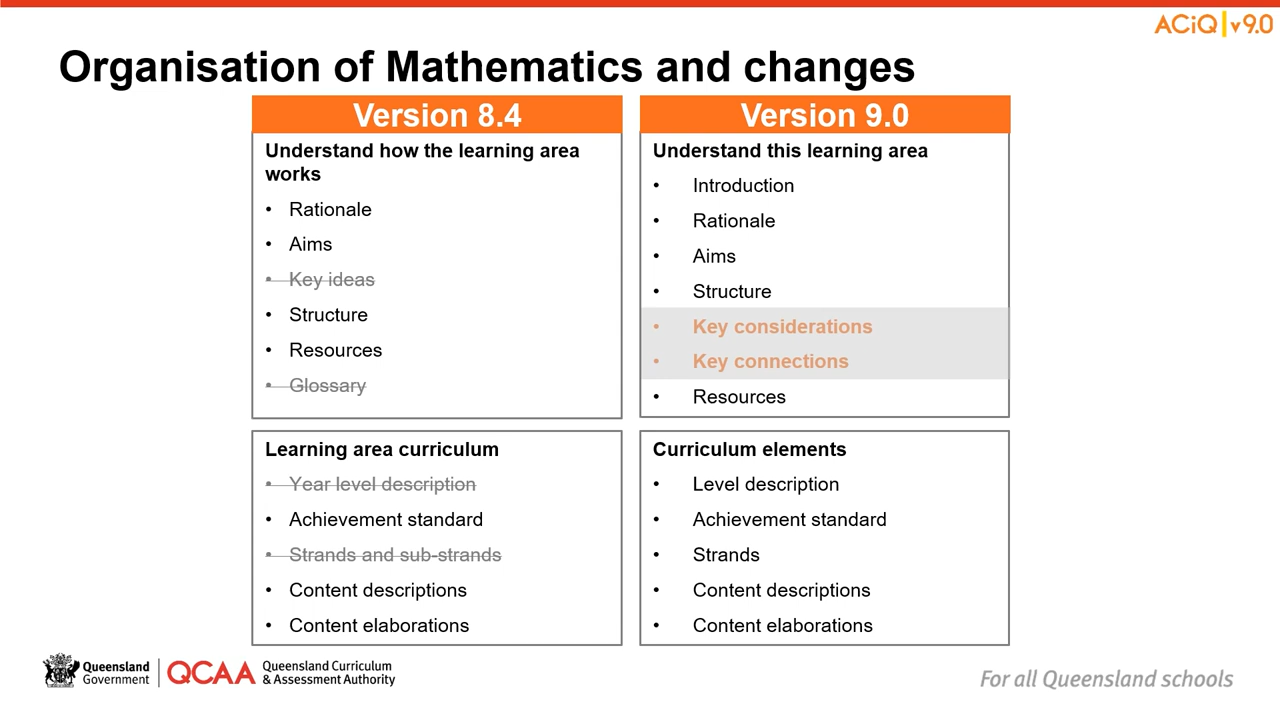 ACiQ v9.0
Organisation of Mathematics and changes
Version 8.4
Understand how the learning area
works
• Rationale
• Aims
• Key ideas
• Structure
• Resources
• Glossary
Learning area curriculum
• Year level description
• Achievement standard
• Strands and sub-strands
• Content descriptions
• Content elaborations
Version 9.0
Understand this learning area
• Introduction
• Rationale
• Aims
• Structure
• Key considerations
• Key connections
• Resources
Curriculum elements
• Level description
• Achievement standard
• Strands
• Content descriptions
• Content elaborations
Queensland
Government
QCAA
Queensland Curriculum
& Assessment Authority
For all Queensland schools